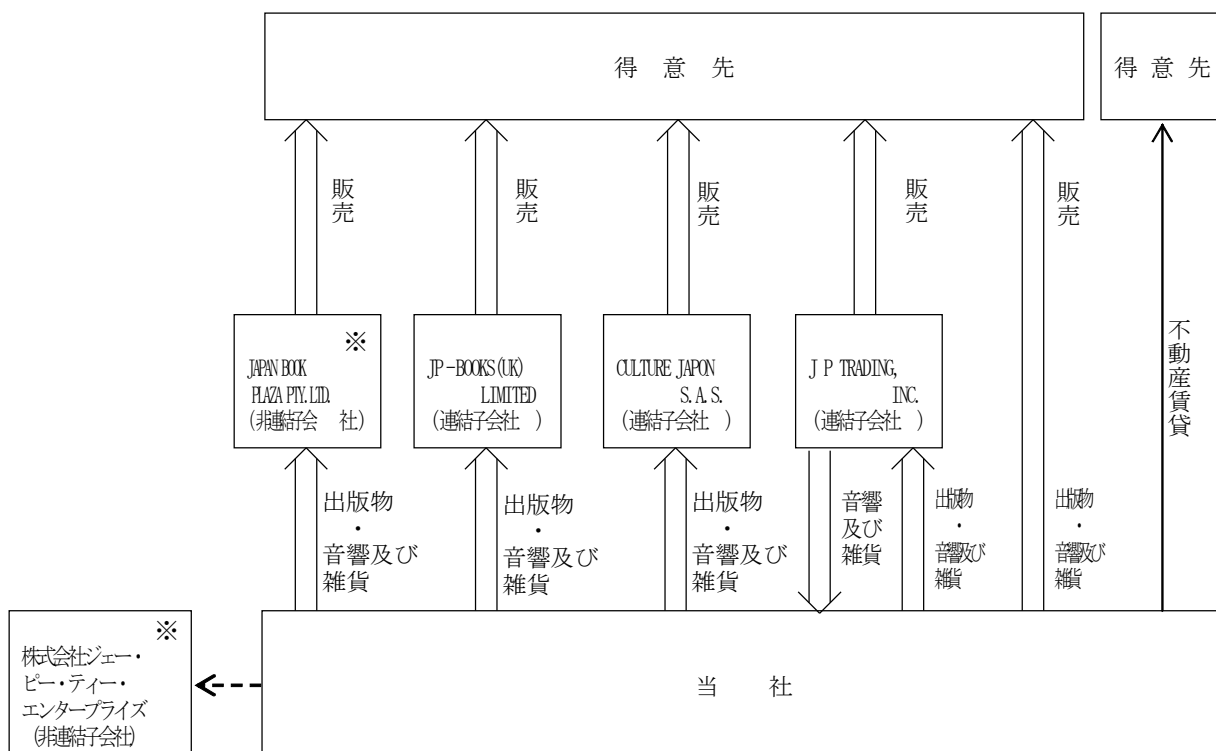 得意先
得意先
販売
販売
販売
販売
販売
不動産賃貸
※
JAPAN BOOK
PLAZA PTY. LTD.
(非連結子会社)
JP-BOOKS(UK)
LIMITED
(連結子会社)
CULTURE JAPON
S.A.S.
(連結子会社)
J P TRADING,
INC.
(連結子会社)
出版物
・
音響及び
雑貨
出版物
・
音響及び
雑貨
出版物
・
音響及び
雑貨
音響
及び
雑貨
出版物
・
音響及び
雑貨
出版物
・
音響及び
雑貨
※
株式会社ジェー・
ピー・ティー・
エンタープライズ
(非連結子会社)
当社